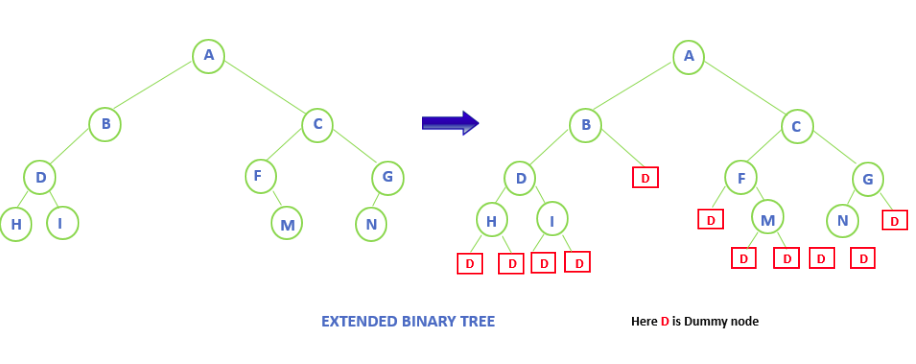 A A
B C B C
D F G D D F G
H I M N H I D M N D
D D D D D D D D
EXTENDED BINARY TREE Here D is Dummy node